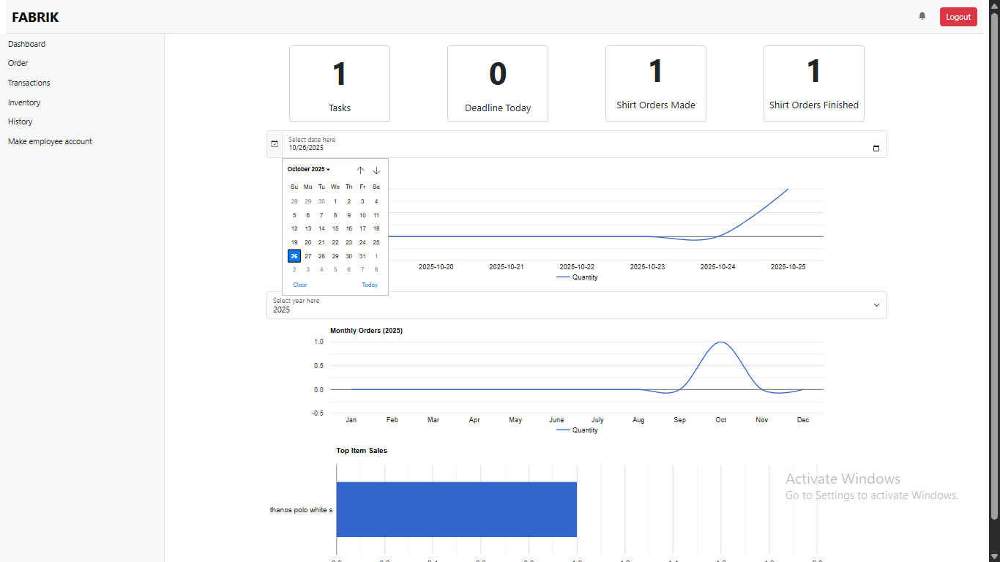 FABRIK
Logout
Dashboard
Order
Transactions
Inventory
History
Make employee account
1
Tasks
0
Deadline Today
1
Shirt Orders Made
1
Shirt Orders Finished
Select date here
10/26/2025
October 2025
Su Mo Tu We Th Fr Sa
28 29 30 1 2 3 4
5 6 7 8 9 10 11
12 13 14 15 16 17 18
19 20 21 22 23 24 25
26 27 28 29 30 31 1
2 3 4 5 6 7 8
Clear Today
2025-10-20 2025-10-21 2025-10-22 2025-10-23 2025-10-24 2025-10-25
Quantity
Select year here
2025
Monthly Orders (2025)
1.0
0.5
0.0
-0.5
Jan Feb Mar Apr May June July Aug Sep Oct Nov Dec
Quantity
Top Item Sales
thanos polo white s
Activate Windows
Go to Settings to activate Windows.